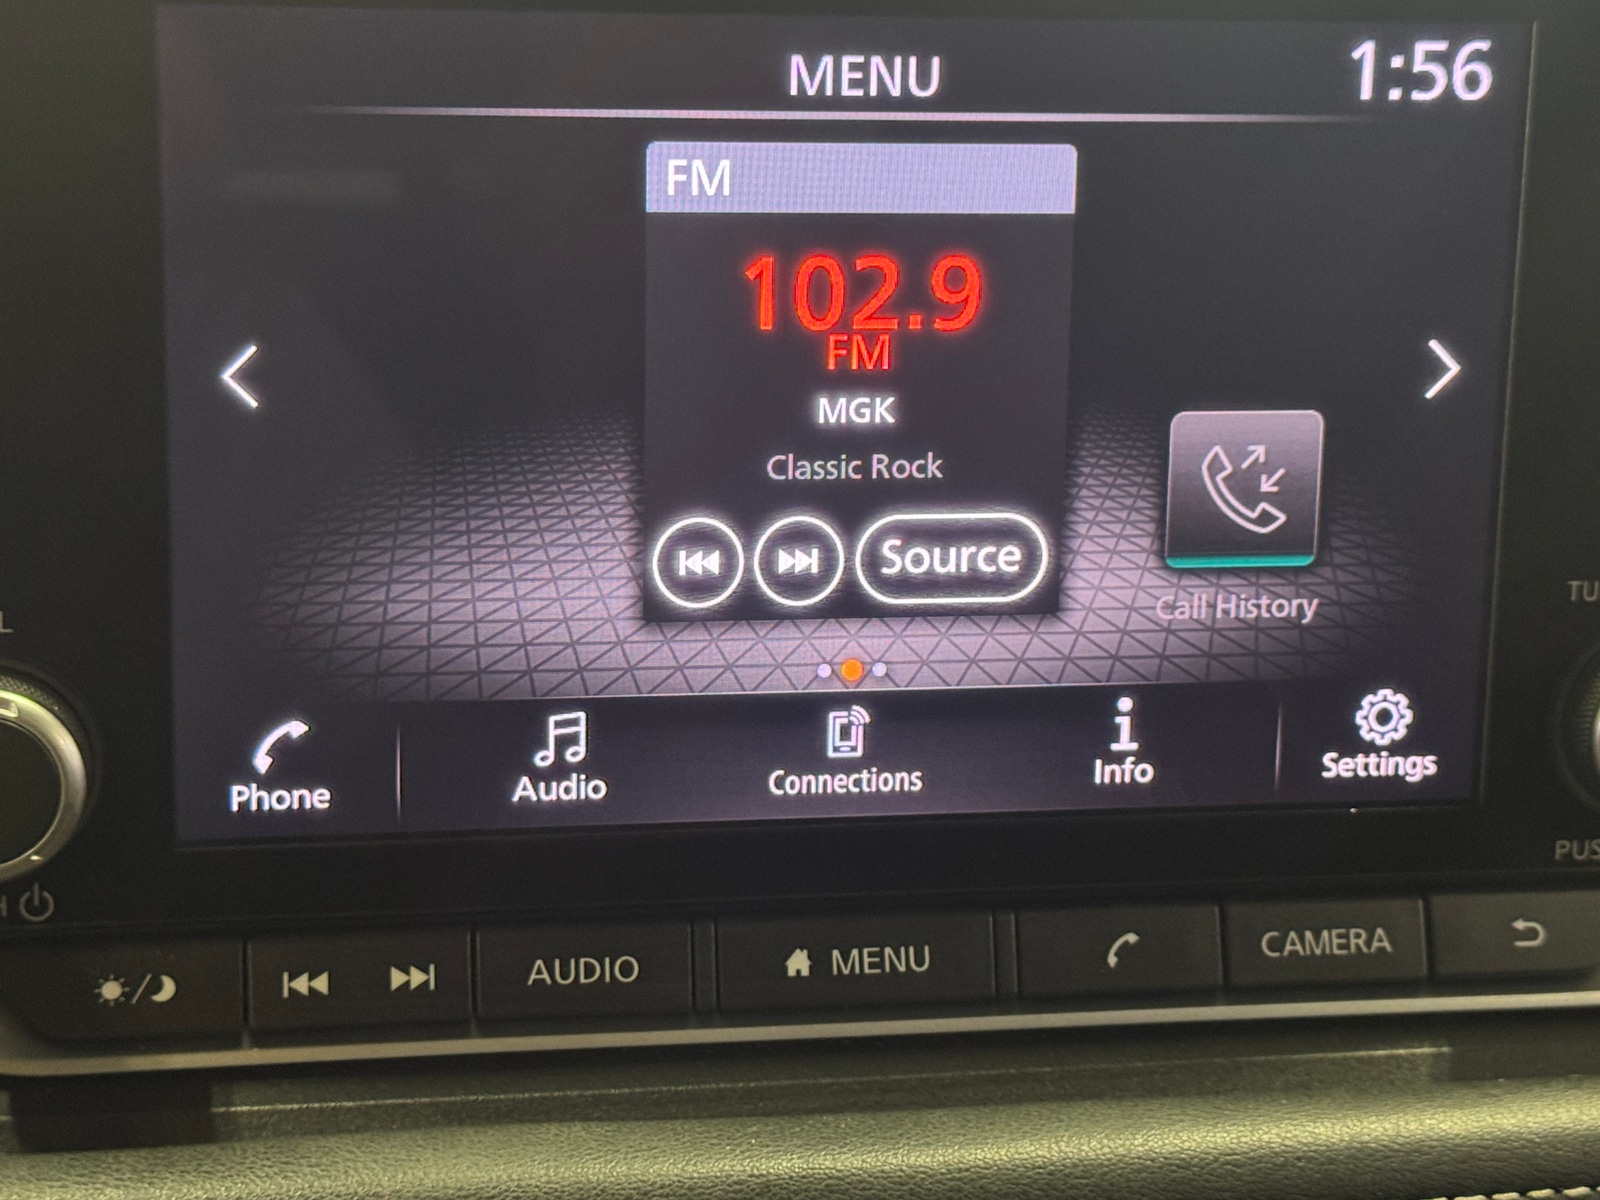 MENU
1:56
FM
102.9
FM
MGK
Classic Rock
Source
Call History
Phone
Audio
Connections
Info
Settings
AUDIO
MENU
CAMERA